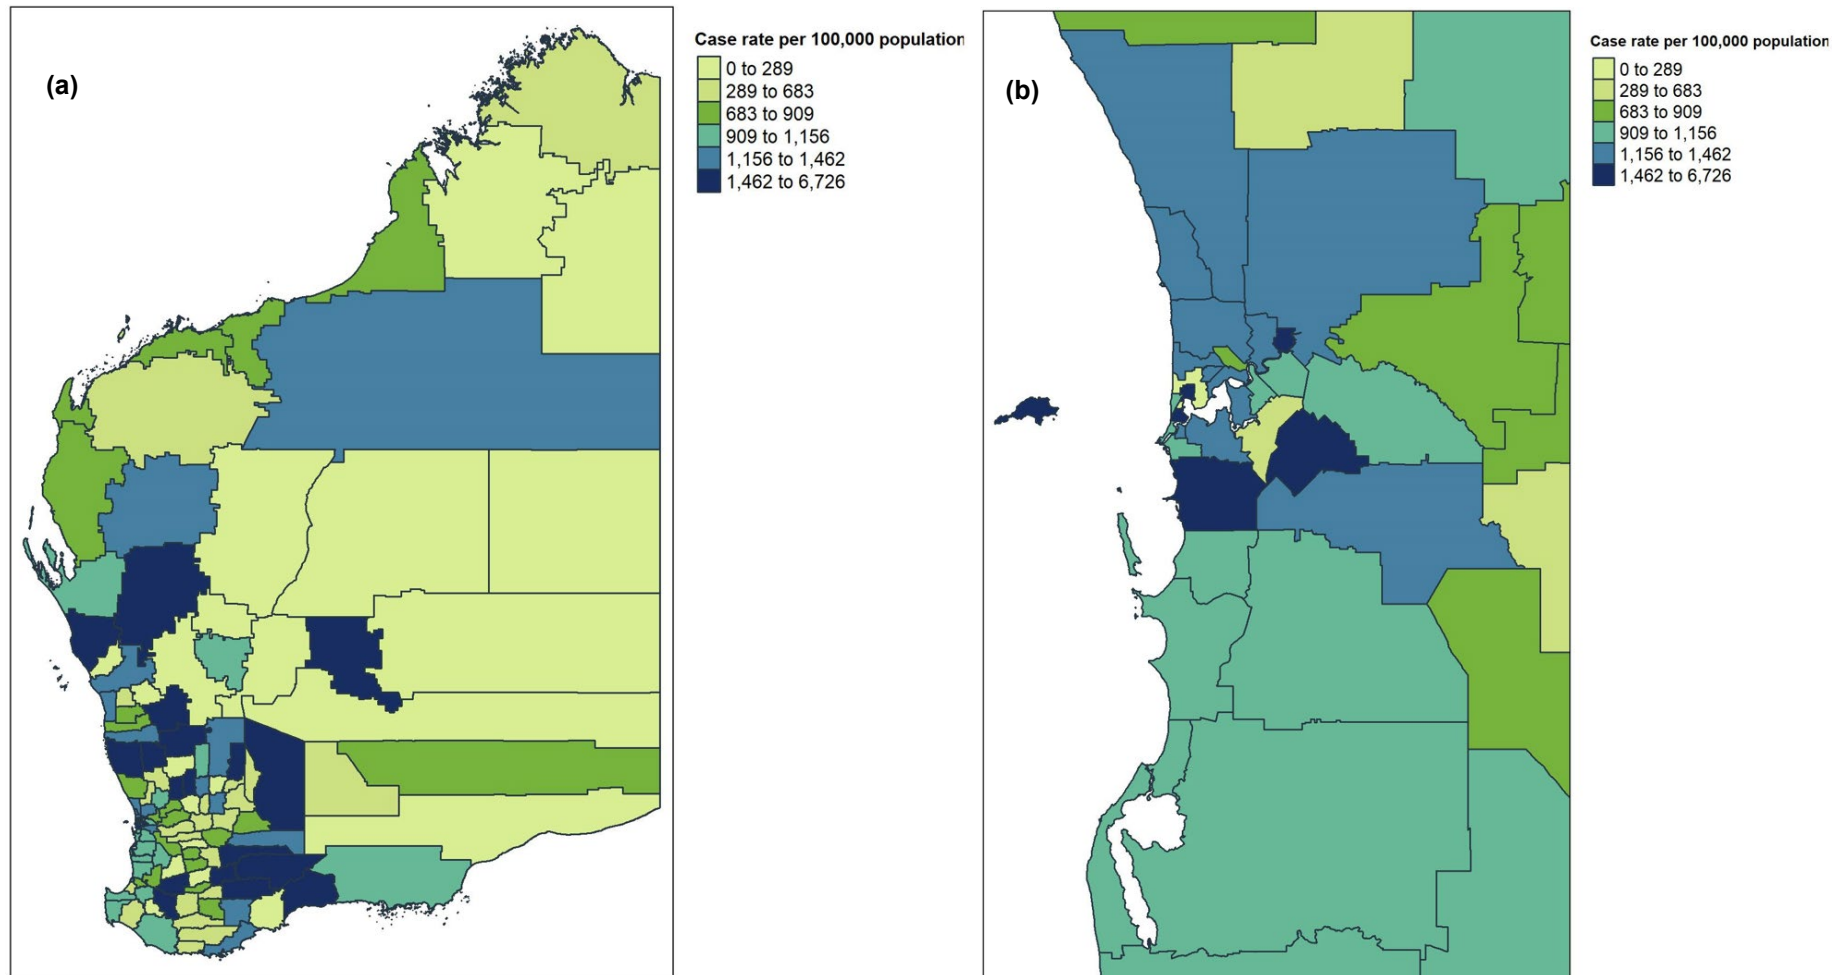 (a)
Case rate per 100,000 population
0 to 289
289 to 683
683 to 909
909 to 1,156
1,156 to 1,462
1,462 to 6,726
(b)
Case rate per 100,000 population
0 to 289
289 to 683
683 to 909
909 to 1,156
1,156 to 1,462
1,462 to 6,726